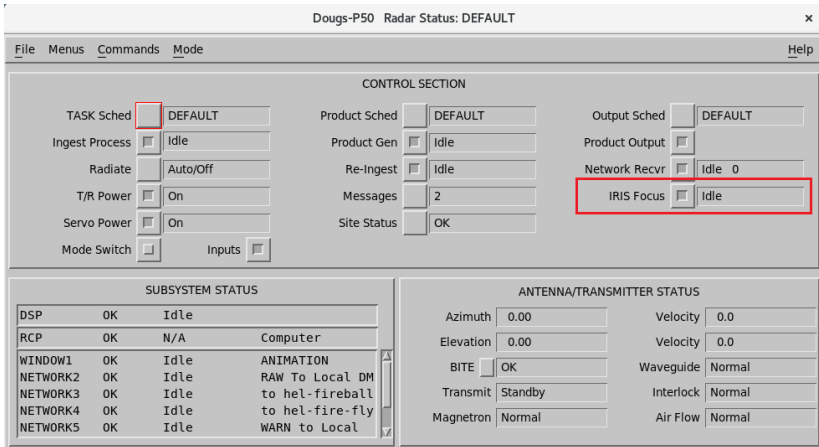 Dougs-P50 Radar Status: DEFAULT ×
File Menus Commands Mode Help
CONTROL SECTION
TASK Sched DEFAULT Product Sched DEFAULT Output Sched DEFAULT
Ingest Process Idle Product Gen Idle Product Output
Radiate Auto/Off Re-Ingest Idle Network Recvr Idle 0
T/R Power On Messages 2 IRIS Focus Idle
Servo Power On Site Status OK
Mode Switch Inputs
SUBSYSTEM STATUS
DSP OK Idle
RCP OK N/A Computer
WINDOW1 OK Idle ANIMATION
NETWORK2 OK Idle RAW To Local DM
NETWORK3 OK Idle to hel-fireball
NETWORK4 OK Idle to hel-fire-fly
NETWORK5 OK Idle WARN to Local
ANTENNA/TRANSMITTER STATUS
Azimuth 0.00 Velocity 0.0
Elevation 0.00 Velocity 0.0
BITE OK Waveguide Normal
Transmit Standby Interlock Normal
Magnetron Normal Air Flow Normal